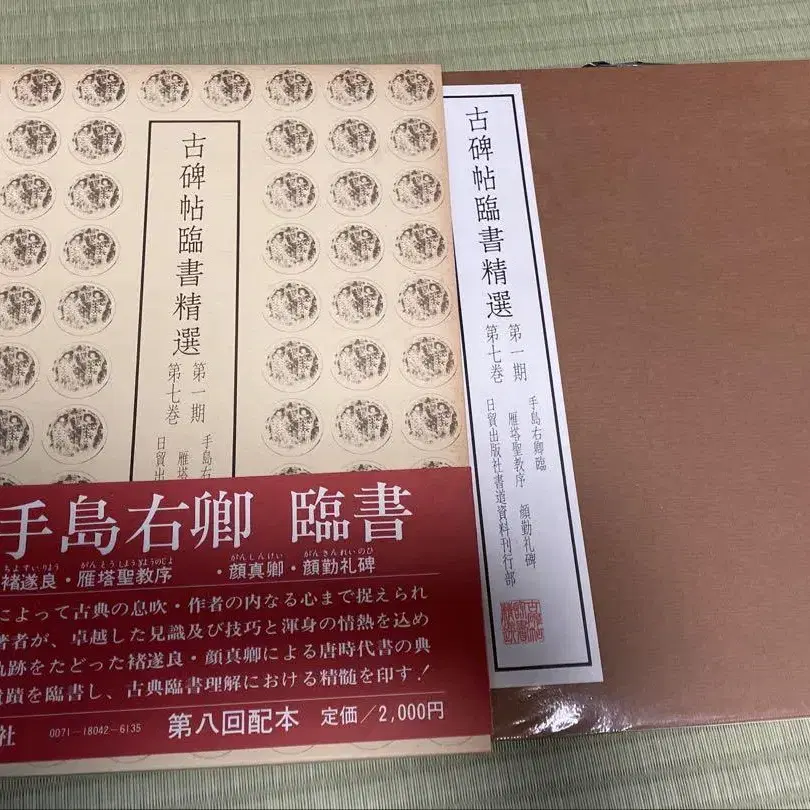 古碑帖臨書精選
第一期
第七巻
手島右
雁塔
日貿出
手島右卿 臨書
ちょすいりょう がんとうしょうぎょうのじょ がんしんけい がんきんれいのひ
褚遂良・雁塔聖教序 ・顔真卿・顔勤礼碑
によって古典の息吹・作者の内なる心まで捉えられ
著者が、卓越した見識及び技巧と渾身の情熱を込め
軌跡をたどった褚遂良・顔真卿による唐時代書の典
遺蹟を臨書し、古典臨書理解における精髄を印す!
社 0071-18042-6135 第八回配本 定価/2,000円
古碑帖臨書精選
第一期
第七巻
手島右卿臨
雁塔聖教序 顔勤礼碑
日貿出版社書道資料刊行部